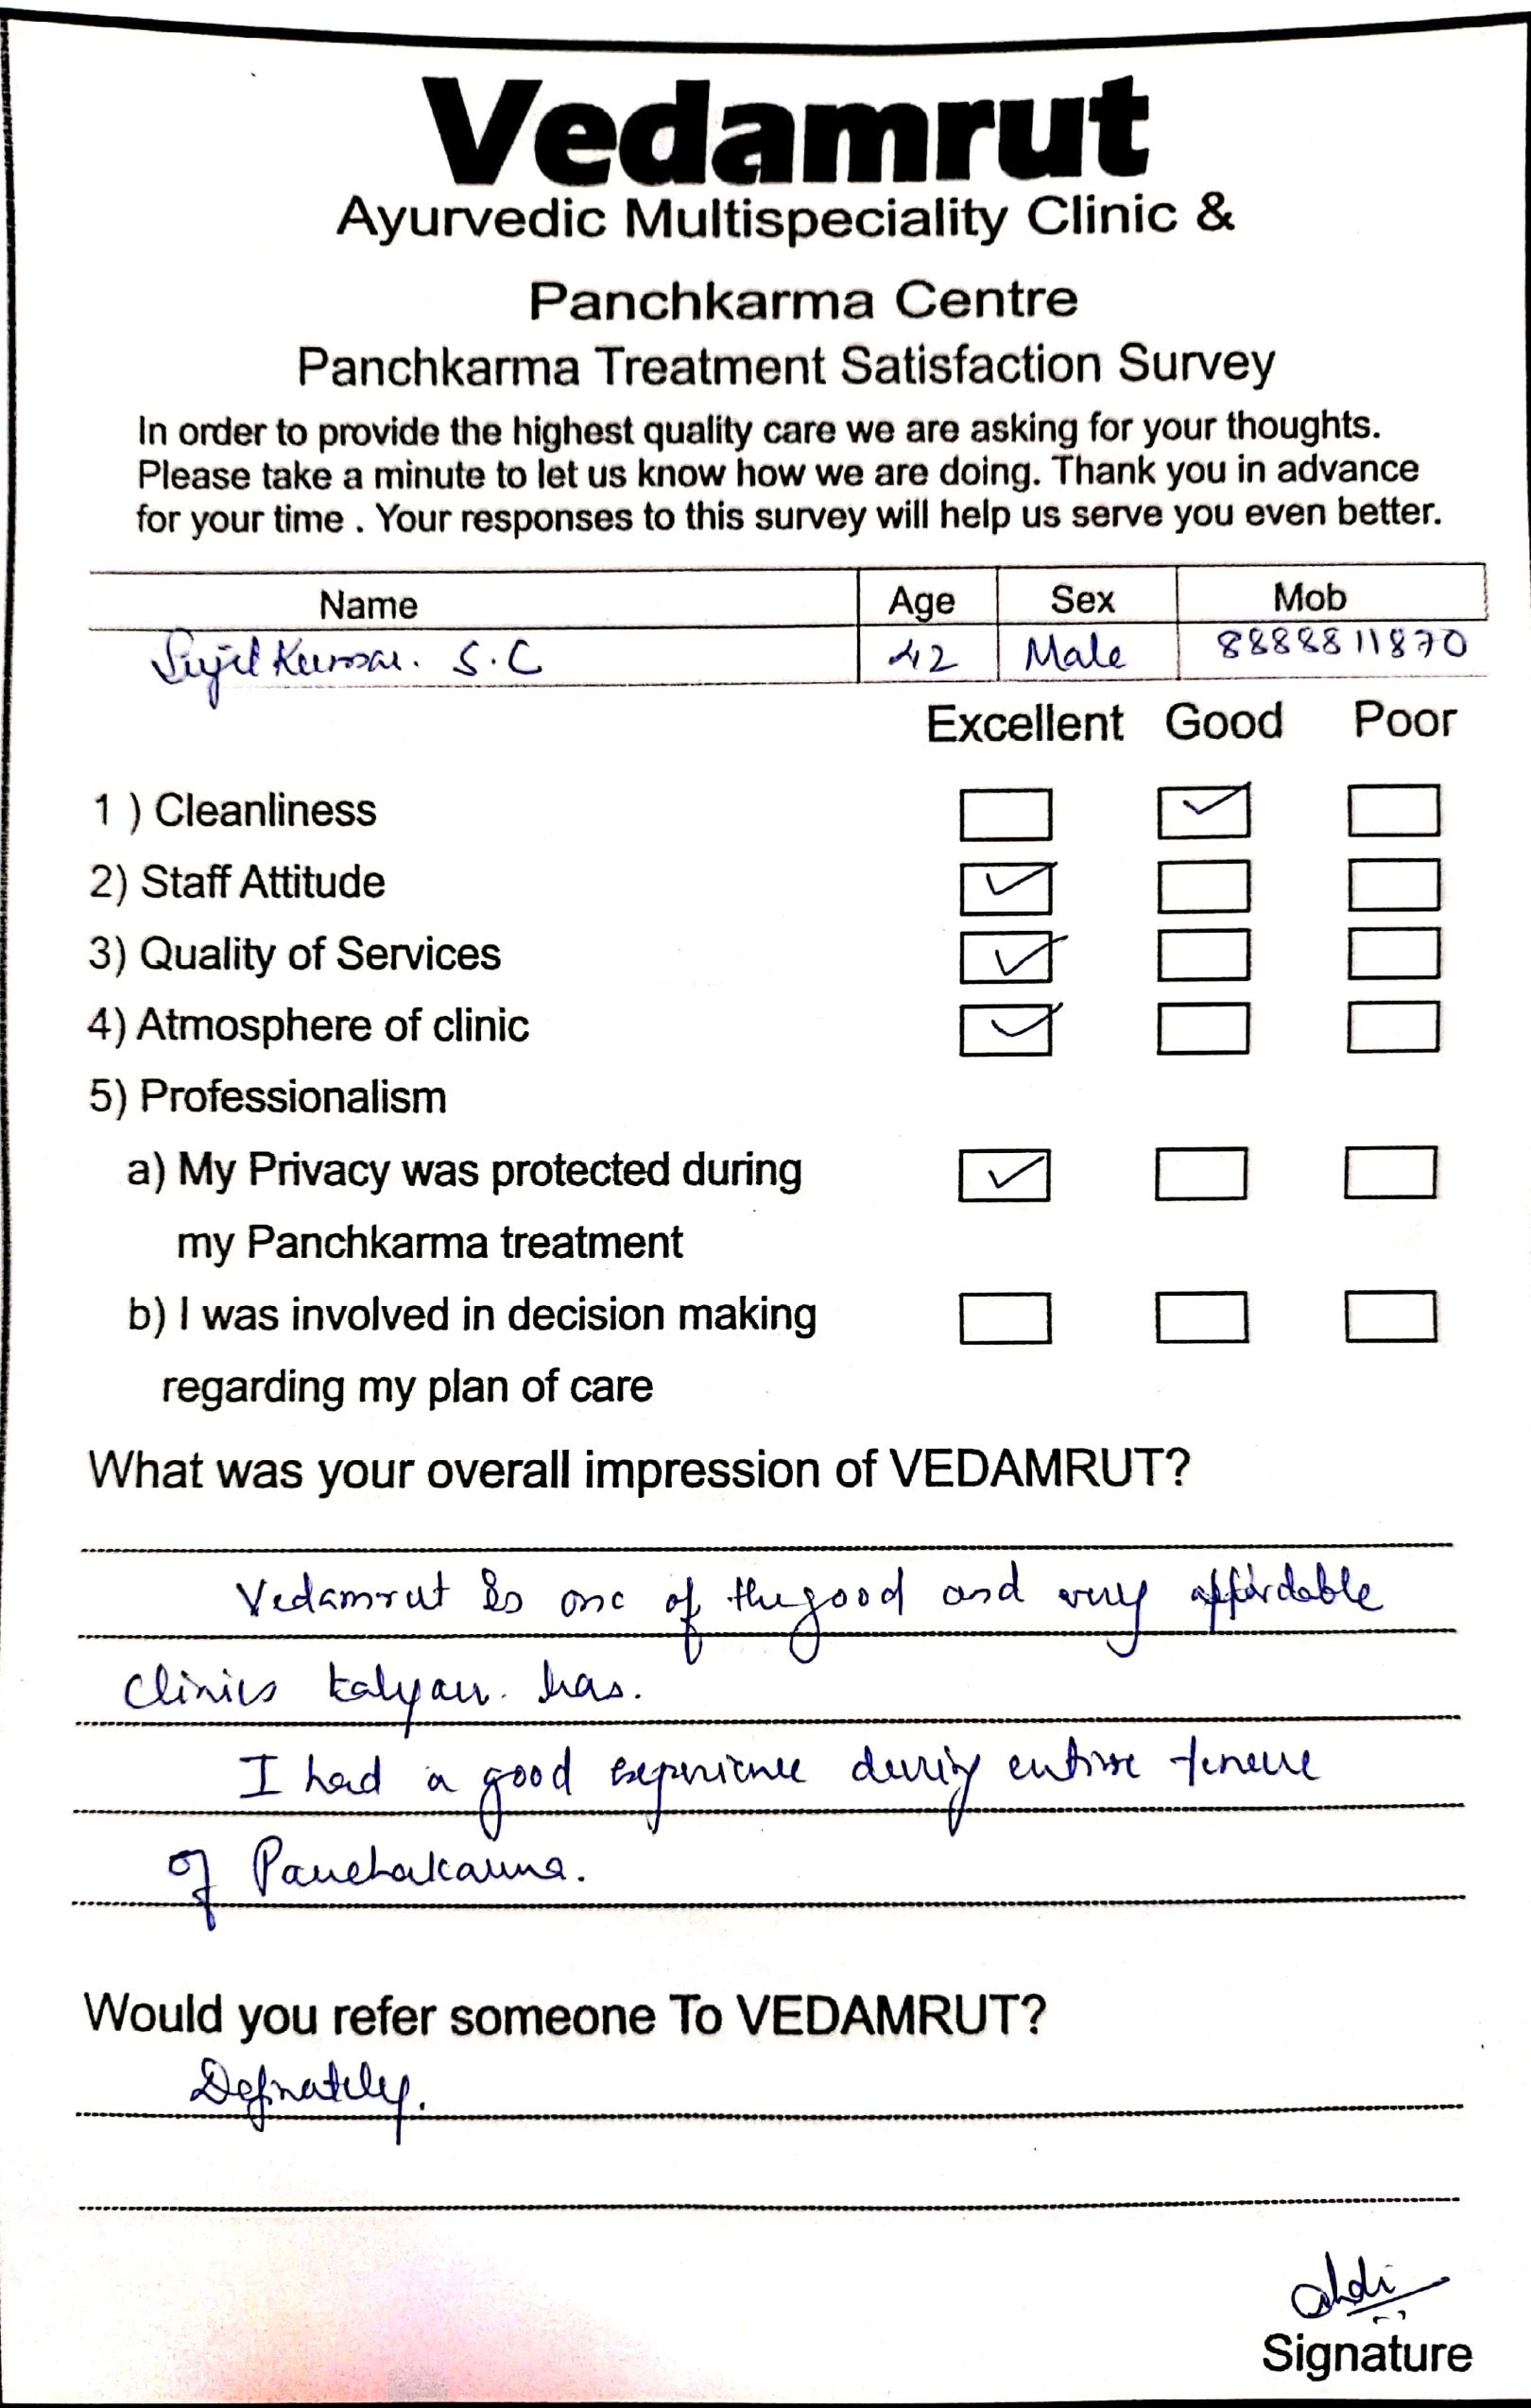 Vedamrut
Ayurvedic Multispeciality Clinic &
Panchkarma Centre
Panchkarma Treatment Satisfaction Survey
In order to provide the highest quality care we are asking for your thoughts.
Please take a minute to let us know how we are doing. Thank you in advance
for your time . Your responses to this survey will help us serve you even better.
Name Age Sex Mob
Sujil Kumar. S.C 42 Male 8888811870
Excellent Good Poor
1 ) Cleanliness
2) Staff Attitude
3) Quality of Services
4) Atmosphere of clinic
5) Professionalism
a) My Privacy was protected during
my Panchkarma treatment
b) I was involved in decision making
regarding my plan of care
What was your overall impression of VEDAMRUT?
Vedamrut is one of the good and very affordable
clinics kalyan. has.
I had a good experience during entire tenure
of Panchakarma.
Would you refer someone To VEDAMRUT?
Definately.
Signature